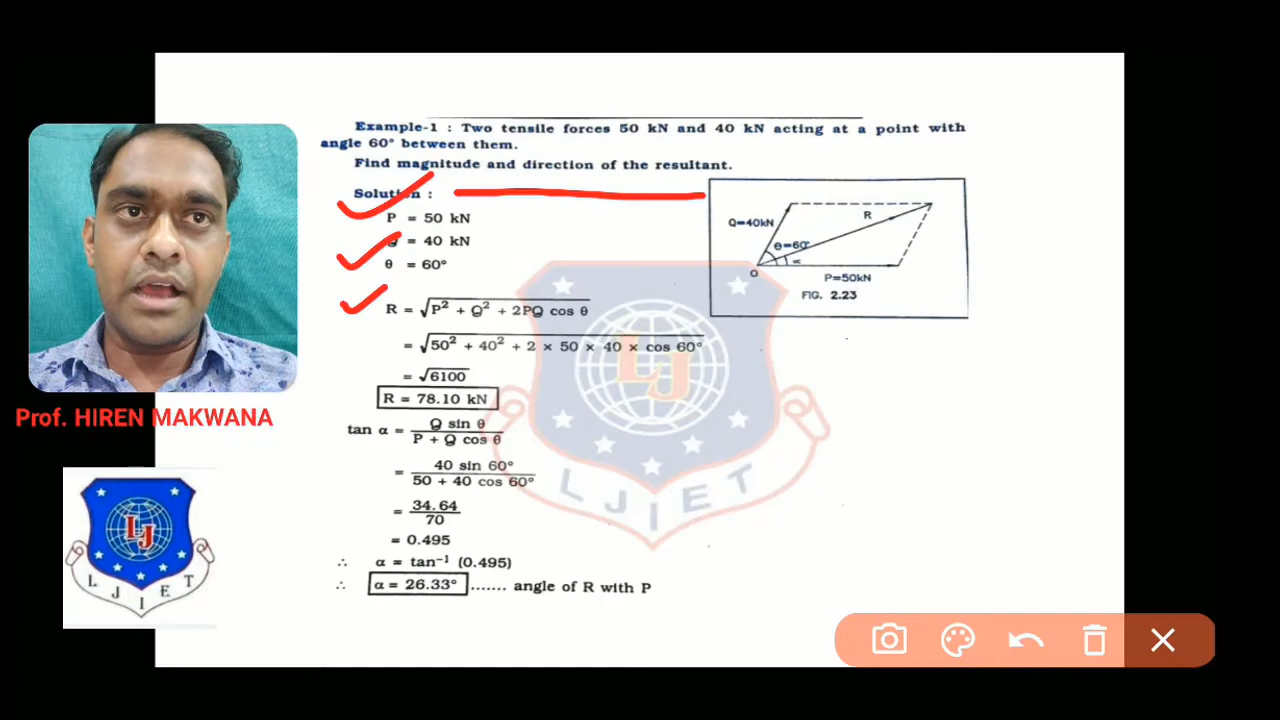 Example-1 : Two tensile forces 50 kN and 40 kN acting at a point with
angle 60° between them.
Find magnitude and direction of the resultant.
Solution :
P = 50 kN
Q = 40 kN
θ = 60°
R = √P² + Q² + 2PQ cos θ
= √50² + 40² + 2 × 50 × 40 × cos 60°
= √6100
R = 78.10 kN
tan α = Q sin θ / P + Q cos θ
= 40 sin 60° / 50 + 40 cos 60°
= 34.64 / 70
= 0.495
∴ α = tan⁻¹ (0.495)
∴ α = 26.33° ....... angle of R with P
Q=40kN
R
θ=60°
α
O
P=50kN
FIG. 2.23
Prof. HIREN MAKWANA
LJ
L J I E T
LJ
LJIET